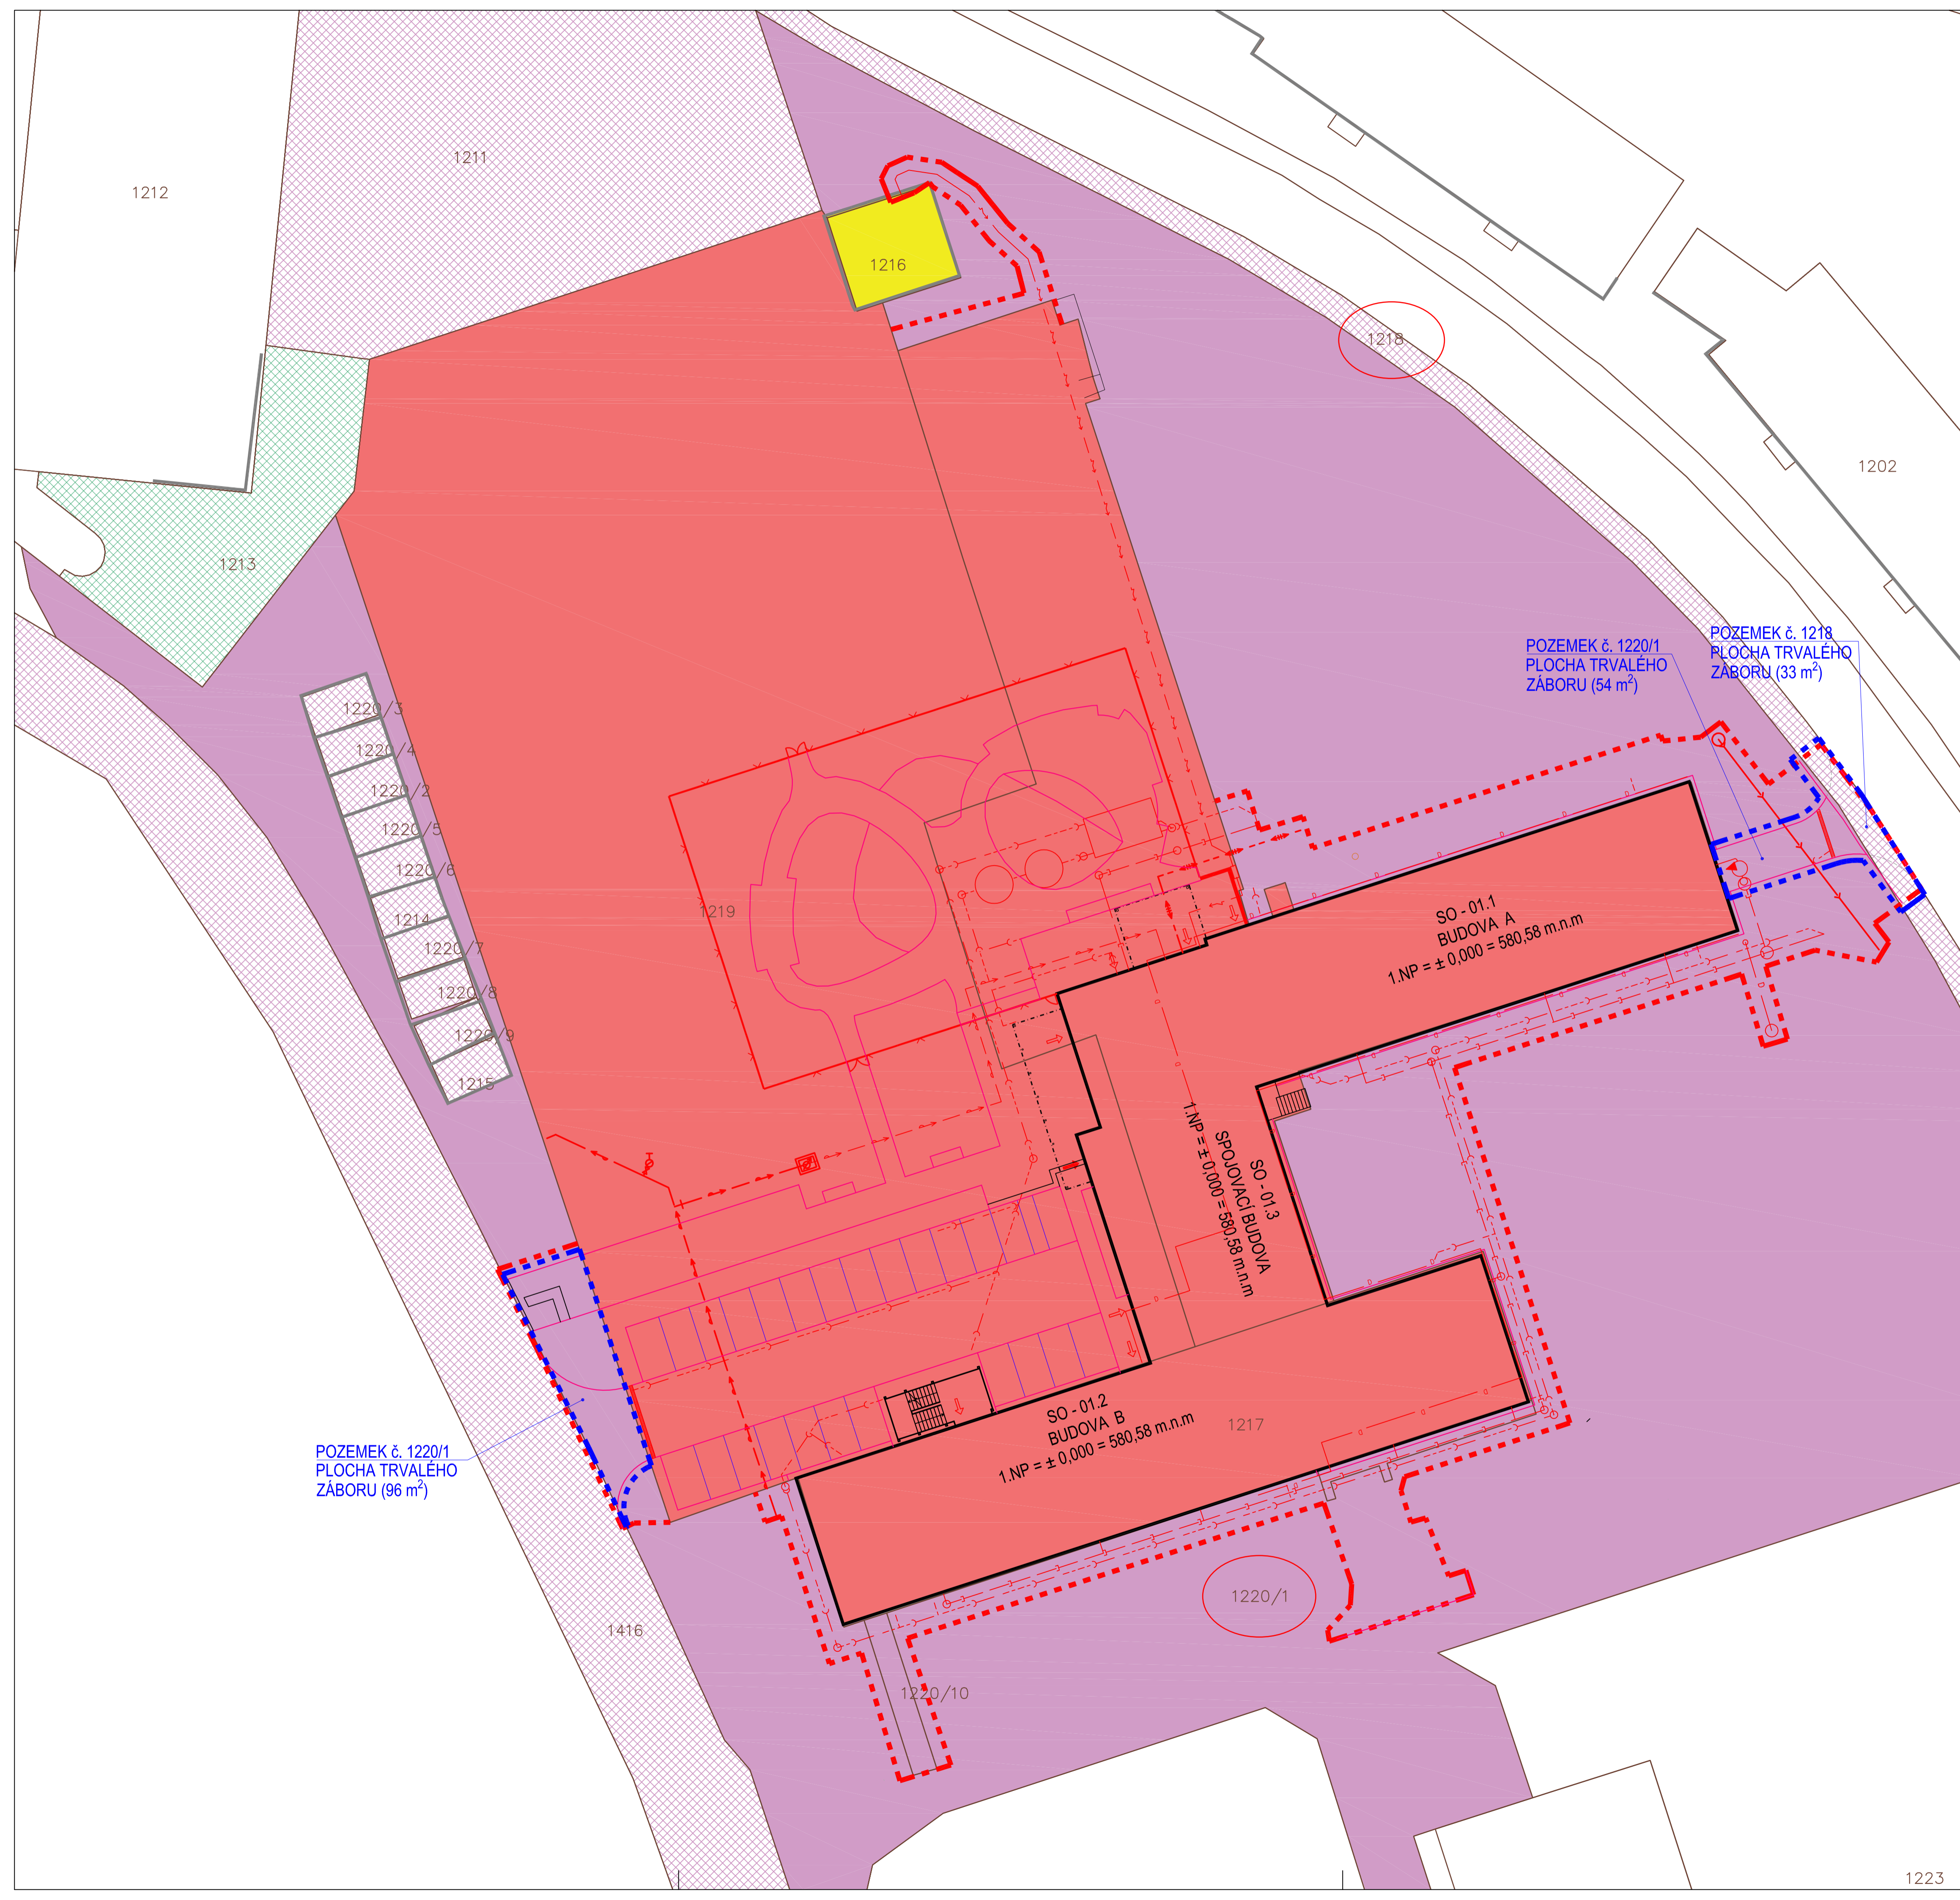 1211
1212
1216
1218
1202
1213
POZEMEK č. 1218
PLOCHA TRVALÉHO
ZÁBORU (33 m²)
POZEMEK č. 1220/1
PLOCHA TRVALÉHO
ZÁBORU (54 m²)
1220/3
1220/4
1220/2
1220/5
1220/6
1214
1220/7
1220/8
1220/9
1215
1219
SO - 01.1
BUDOVA A
1.NP = ± 0,000 = 580,58 m.n.m
SO - 01.3
SPOJOVACÍ BUDOVA
1.NP = ± 0,000 = 580,58 m.n.m
SO - 01.2
BUDOVA B
1.NP = ± 0,000 = 580,58 m.n.m
1217
POZEMEK č. 1220/1
PLOCHA TRVALÉHO
ZÁBORU (96 m²)
1220/1
1416
1220/10
1223